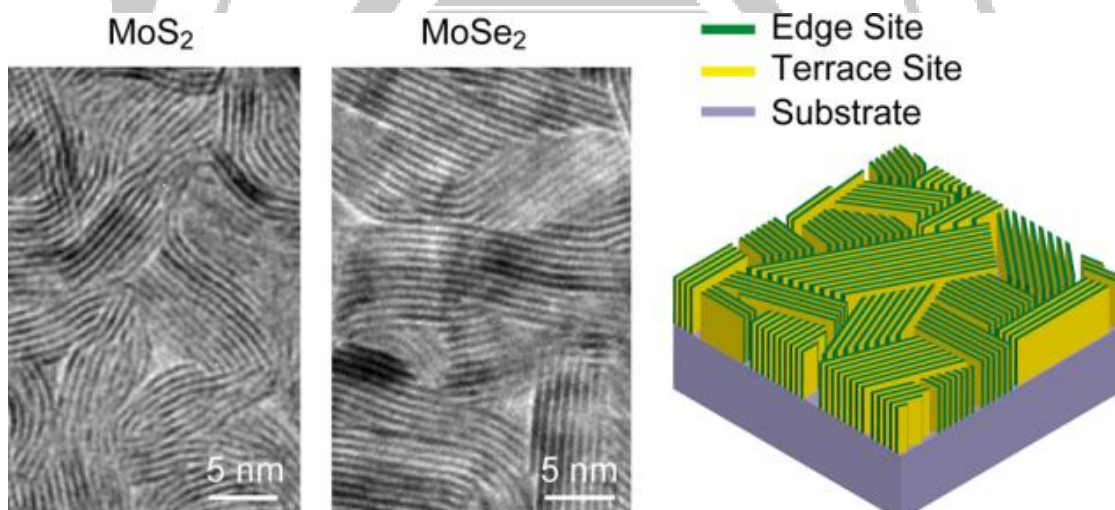 MoS₂
MoSe₂
Edge Site
Terrace Site
Substrate
5 nm
5 nm